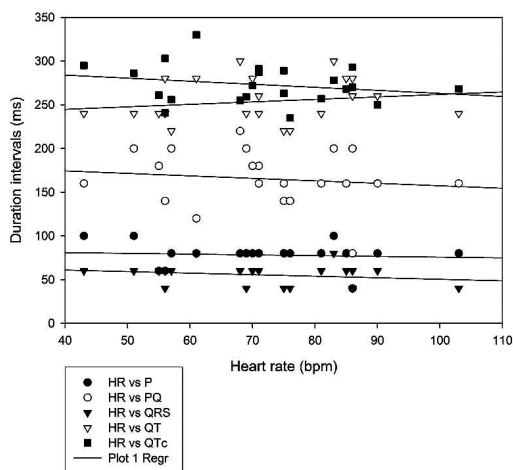 350
300
250
200
150
100
50
0
Duration intervals (ms)
40 50 60 70 80 90 100 110
Heart rate (bpm)
HR vs P
HR vs PQ
HR vs QRS
HR vs QT
HR vs QTc
Plot 1 Regr